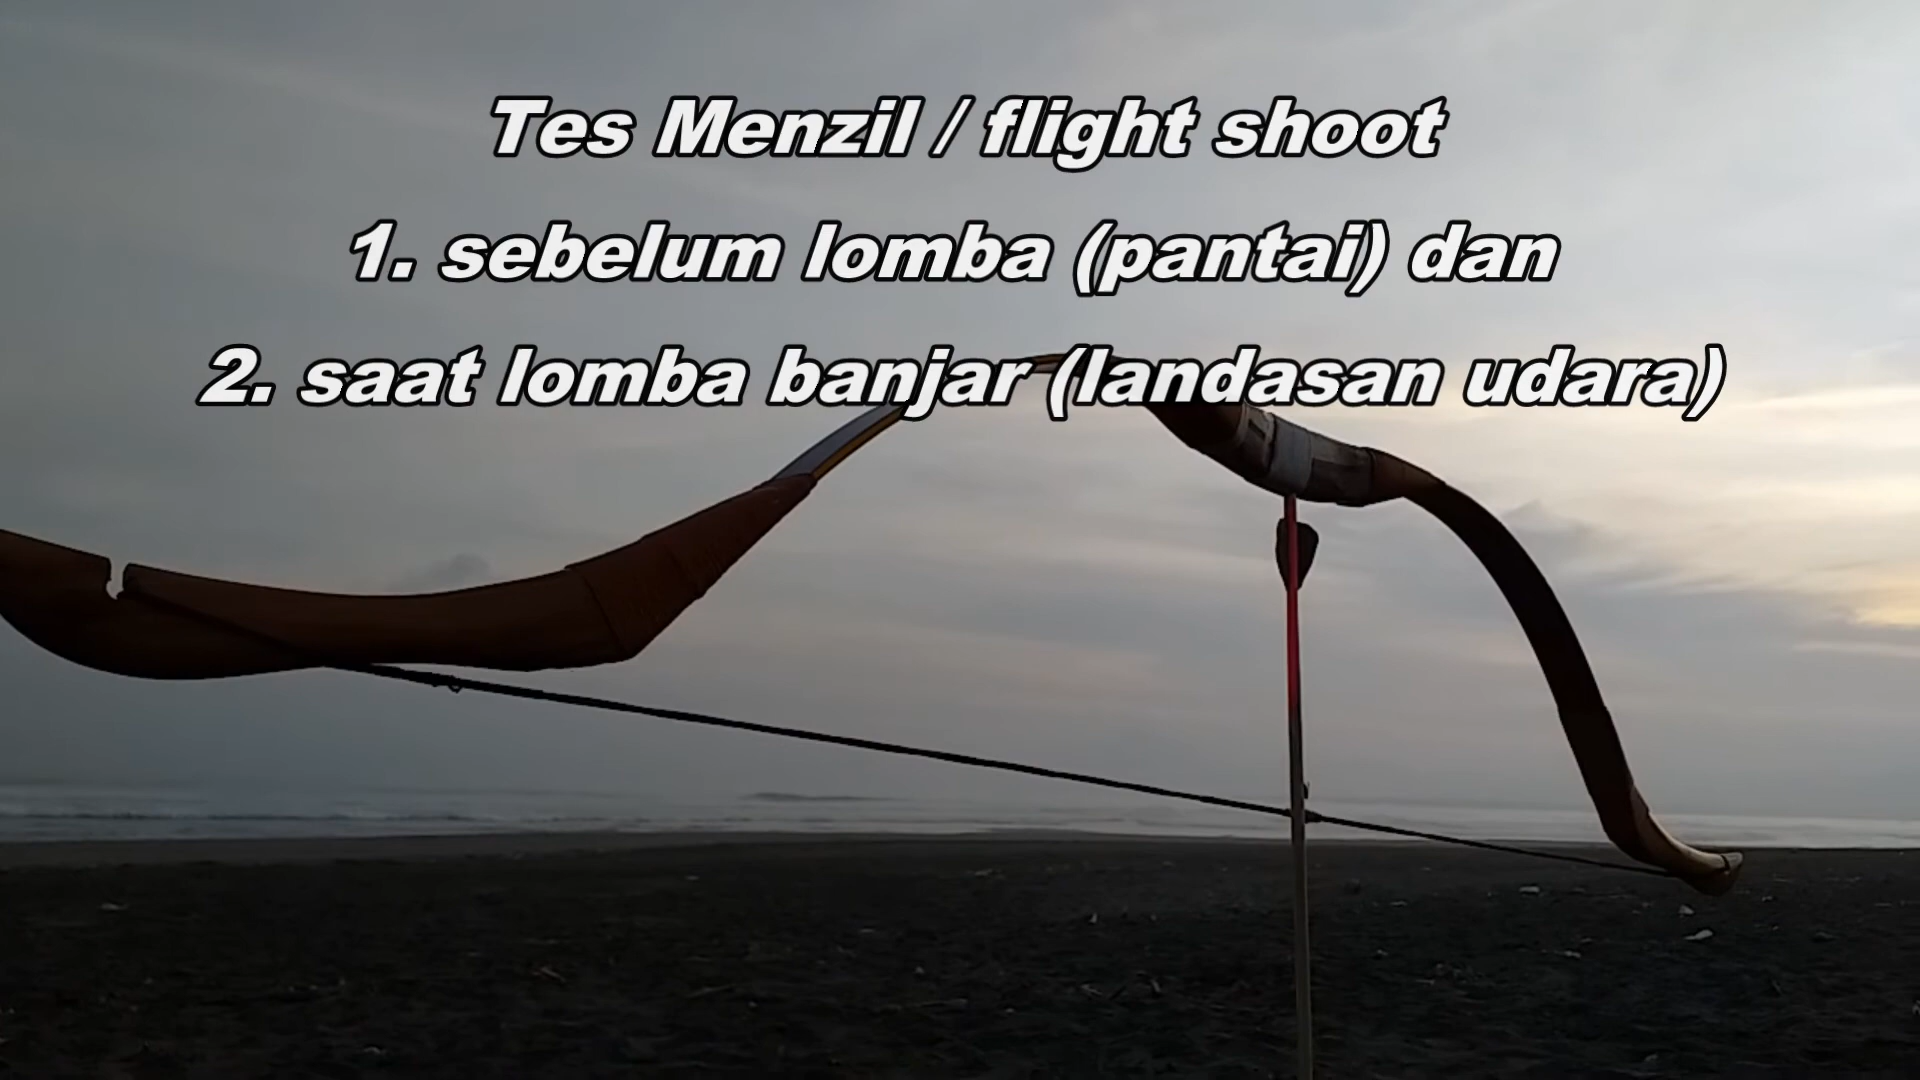 Tes Menzil / flight shoot
1. sebelum lomba (pantai) dan
2. saat lomba banjar (landasan udara)